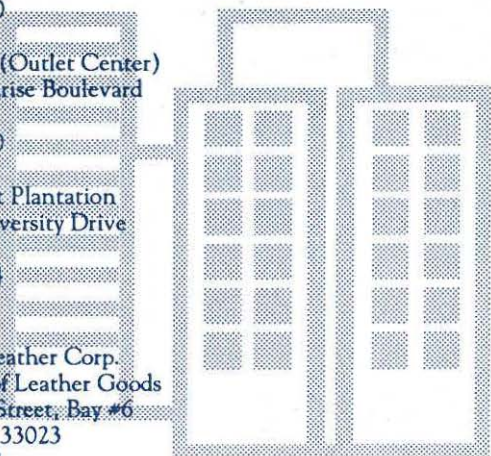 (Outlet Center)
rise Boulevard
t Plantation
versity Drive
eather Corp.
f Leather Goods
Street, Bay #6
33023